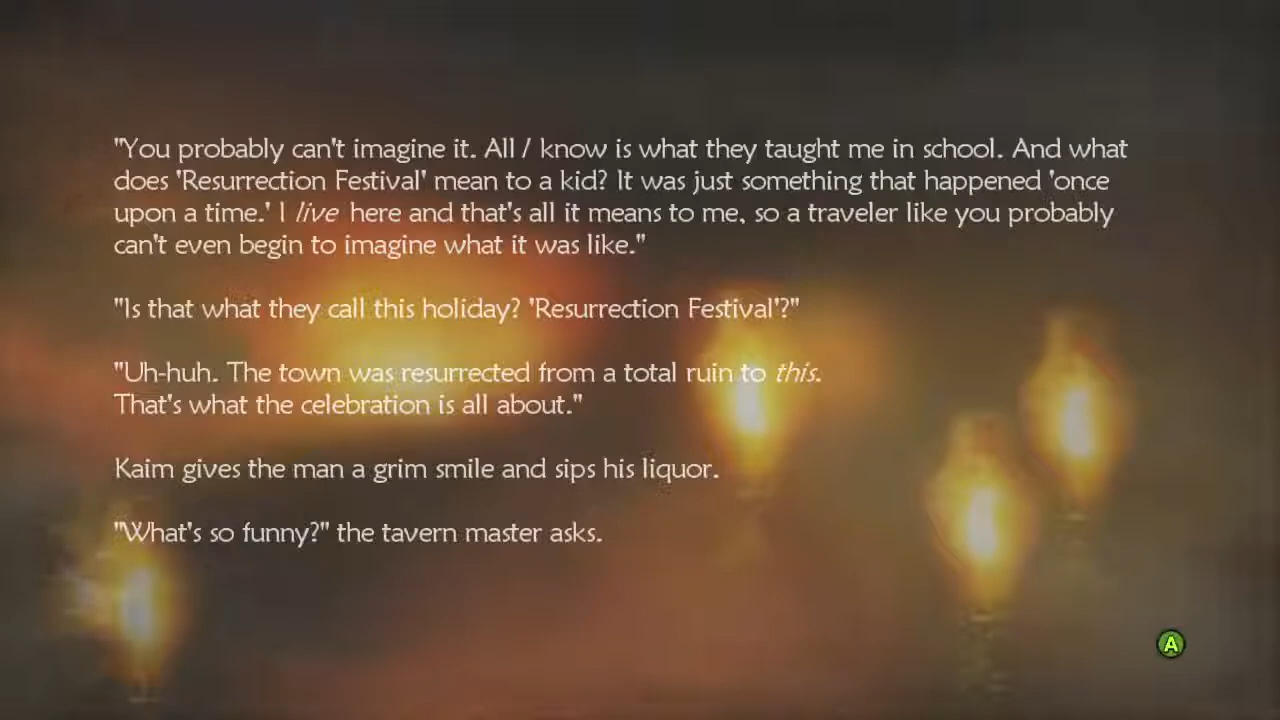 "You probably can't imagine it. All I know is what they taught me in school. And what
does 'Resurrection Festival' mean to a kid? It was just something that happened 'once
upon a time.' I live here and that's all it means to me, so a traveler like you probably
can't even begin to imagine what it was like."
"Is that what they call this holiday? 'Resurrection Festival'?"
"Uh-huh. The town was resurrected from a total ruin to this.
That's what the celebration is all about."
Kaim gives the man a grim smile and sips his liquor.
"What's so funny?" the tavern master asks.
A